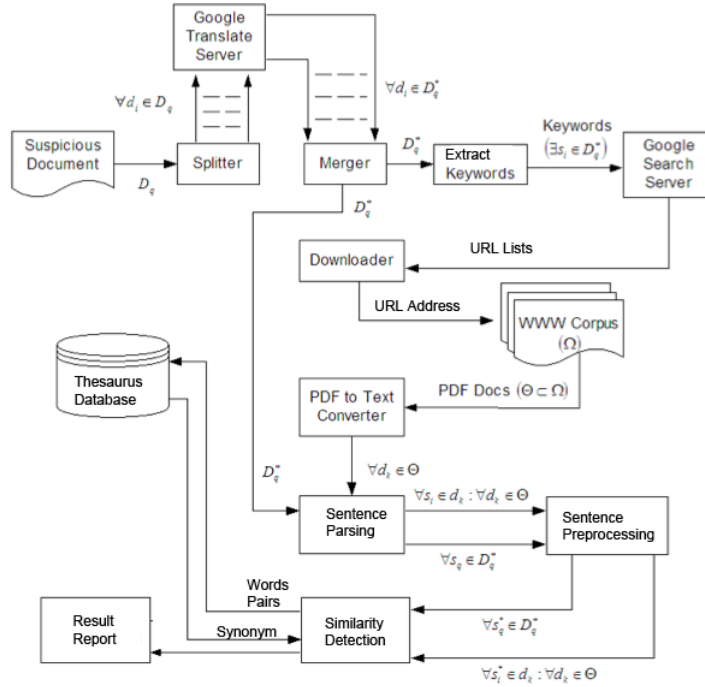 Google
Translate
Server
∀d_i ∈ D_q
∀d_i ∈ D_q^*
Suspicious
Document
D_q
Splitter
Merger
D_q^*
D_q^*
Extract
Keywords
Keywords
(∃s_i ∈ D_q^*)
Google
Search
Server
URL Lists
Downloader
URL Address
WWW Corpus
(Ω)
Thesaurus
Database
PDF to Text
Converter
PDF Docs (Θ ⊂ Ω)
D_q^*
∀d_k ∈ Θ
Sentence
Parsing
∀s_i ∈ d_k : ∀d_k ∈ Θ
∀s_q ∈ D_q^*
Sentence
Preprocessing
Words
Pairs
Synonym
Result
Report
Similarity
Detection
∀s_q^* ∈ D_q^*
∀s_i^* ∈ d_k : ∀d_k ∈ Θ